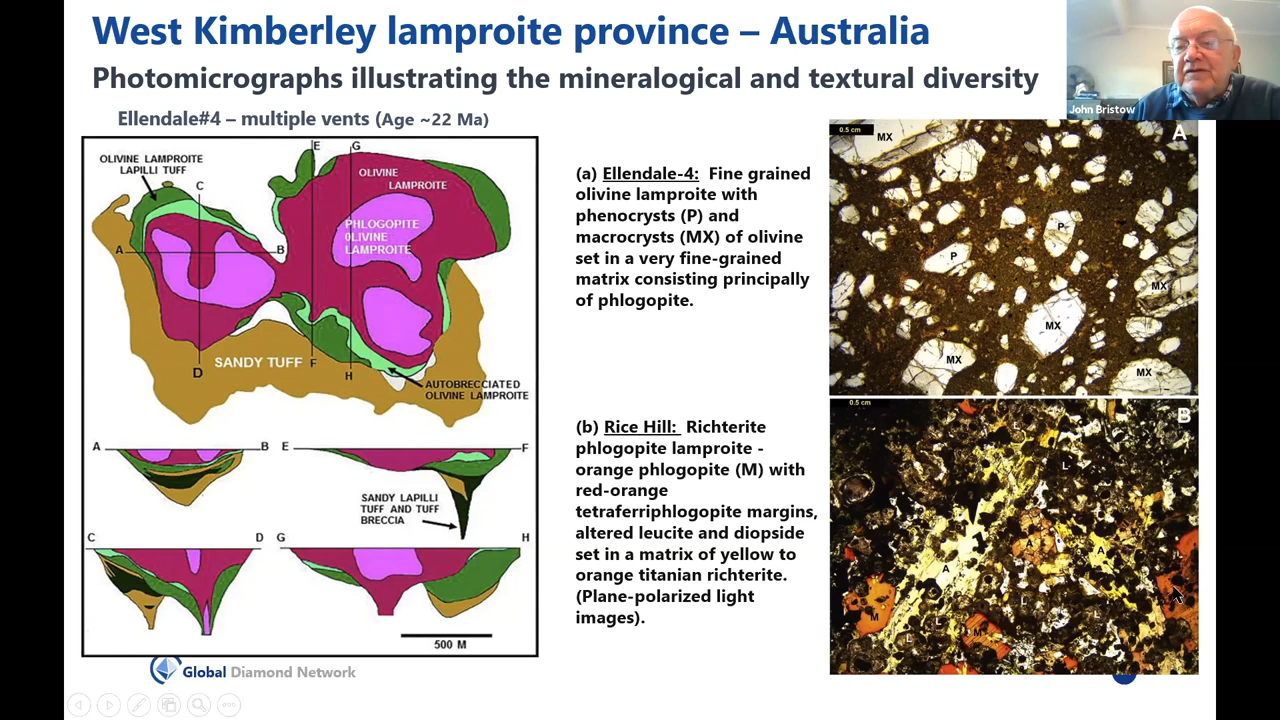 West Kimberley lamproite province – Australia
Photomicrographs illustrating the mineralogical and textural diversity
John Bristow
Ellendale#4 – multiple vents (Age ~22 Ma)
E
G
OLIVINE LAMPROITE
LAPILLI TUFF
C
OLIVINE
LAMPROITE
PHLOGOPITE
OLIVINE
LAMPROITE
A
B
SANDY TUFF
F
D
H
AUTOBRECCIATED
OLIVINE LAMPROITE
A
B
E
F
SANDY LAPILLI
TUFF AND TUFF
BRECCIA
C
D
G
H
500 M
(a) Ellendale-4: Fine grained
olivine lamproite with
phenocrysts (P) and
macrocrysts (MX) of olivine
set in a very fine-grained
matrix consisting principally
of phlogopite.
(b) Rice Hill: Richterite
phlogopite lamproite -
orange phlogopite (M) with
red-orange
tetraferriphlogopite margins,
altered leucite and diopside
set in a matrix of yellow to
orange titanian richterite.
(Plane-polarized light
images).
0.5 cm
A
MX
P
P
MX
MX
MX
MX
0.5 cm
B
L
L
A
A
A
L
M
L
M
L
A
Global Diamond Network